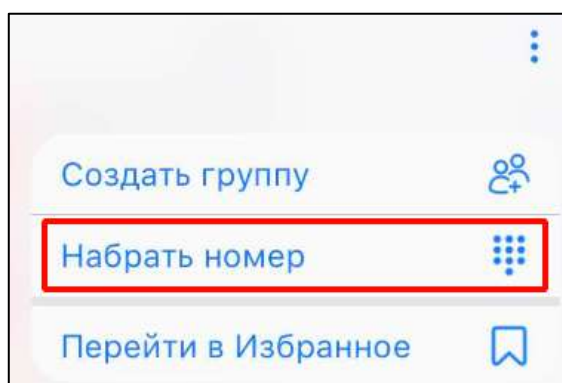 Создать группу
Набрать номер
Перейти в Избранное